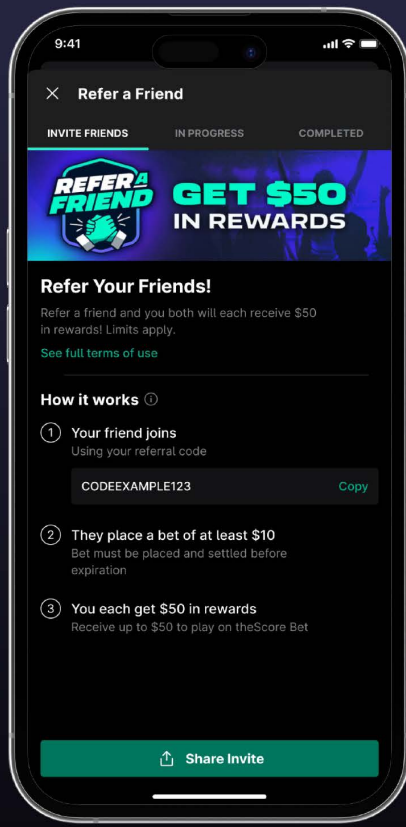 9:41
Refer a Friend
INVITE FRIENDS
IN PROGRESS
COMPLETED
REFER A
FRIEND
GET $50
IN REWARDS
Refer Your Friends!
Refer a friend and you both will each receive $50
in rewards! Limits apply.
See full terms of use
How it works
1 Your friend joins
Using your referral code
CODEEXAMPLE123
Copy
2 They place a bet of at least $10
Bet must be placed and settled before
expiration
3 You each get $50 in rewards
Receive up to $50 to play on theScore Bet
Share Invite